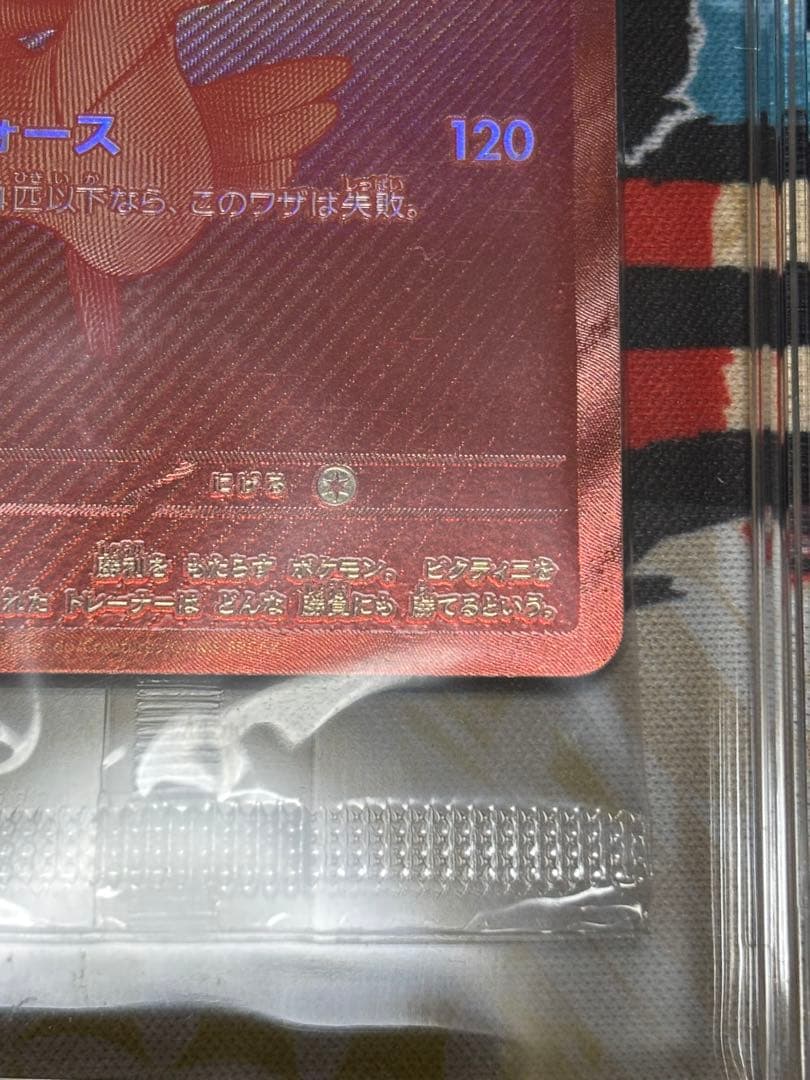 ォース 120
ひき いか しっぱい
4匹以下なら、このワザは失敗。
にげる
しょうり
勝利を もたらす ポケモン。 ビクティニを
れた トレーナーは どんな 勝負にも 勝てるという。